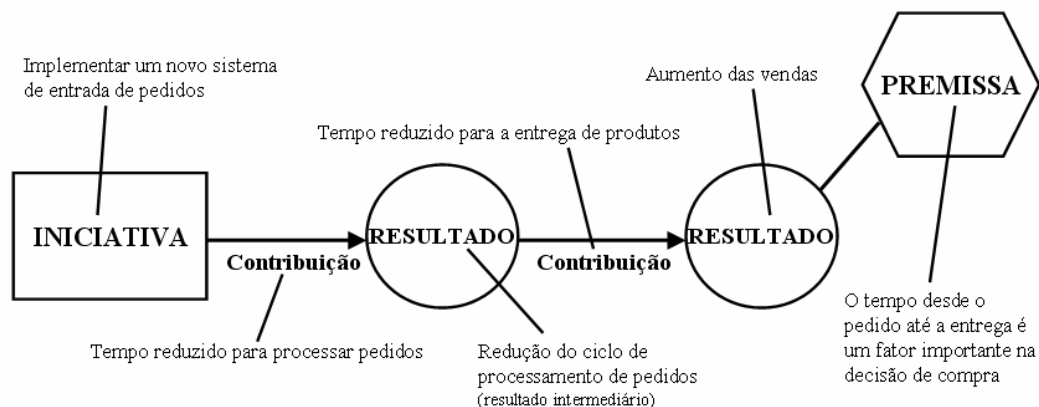 Implementar um novo sistema
de entrada de pedidos
INICIATIVA
Contribuição
Tempo reduzido para processar pedidos
RESULTADO
Redução do ciclo de
processamento de pedidos
(resultado intermediário)
Tempo reduzido para a entrega de produtos
Contribuição
Aumento das vendas
RESULTADO
PREMISSA
O tempo desde o
pedido até a entrega é
um fator importante na
decisão de compra